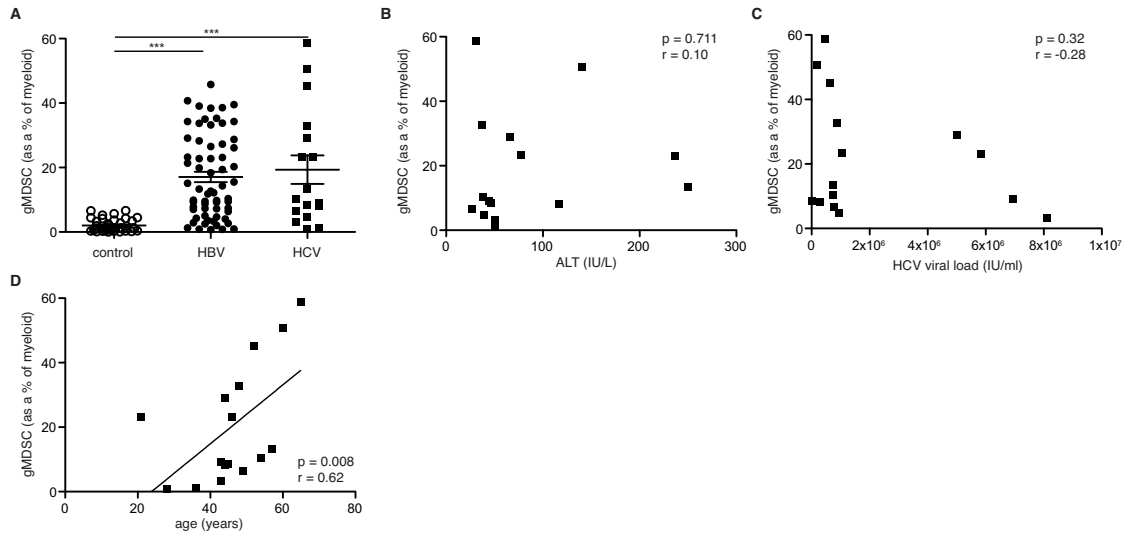 A
***
***
gMDSC (as a % of myeloid)
60
40
20
0
control
HBV
HCV
B
p = 0.711
r = 0.10
gMDSC (as a % of myeloid)
60
40
20
0
0
100
200
300
ALT (IU/L)
C
p = 0.32
r = -0.28
gMDSC (as a % of myeloid)
60
40
20
0
0
2x10⁶
4x10⁶
6x10⁶
8x10⁶
1x10⁷
HCV viral load (IU/ml)
D
gMDSC (as a % of myeloid)
60
40
20
0
p = 0.008
r = 0.62
0
20
40
60
80
age (years)